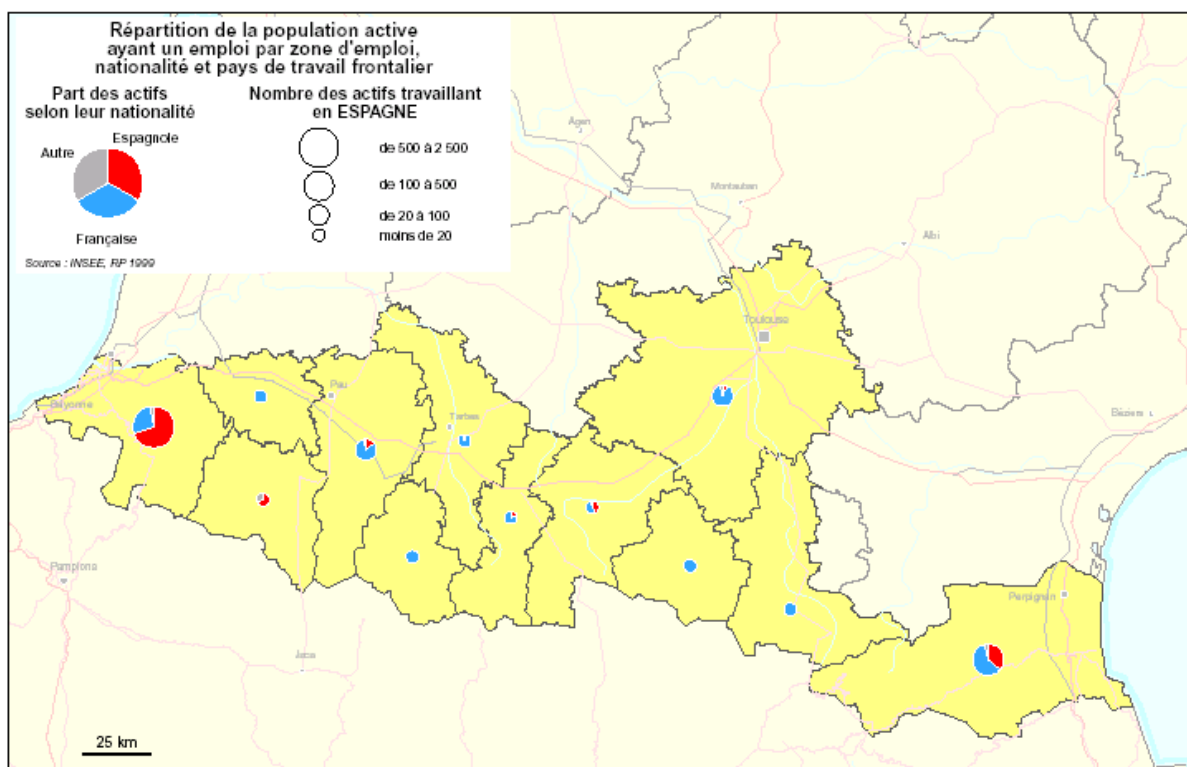 Répartition de la population active
ayant un emploi par zone d'emploi,
nationalité et pays de travail frontalier
Part des actifs
selon leur nationalité
Espagnole
Autre
Française
Nombre des actifs travaillant
en ESPAGNE
de 500 à 2 500
de 100 à 500
de 20 à 100
moins de 20
Source : INSEE, RP 1999
Agen
Montauban
Albi
Toulouse
Pau
Bayonne
Tarbes
Béziers
Pamplona
Perpignan
Jaca
25 km